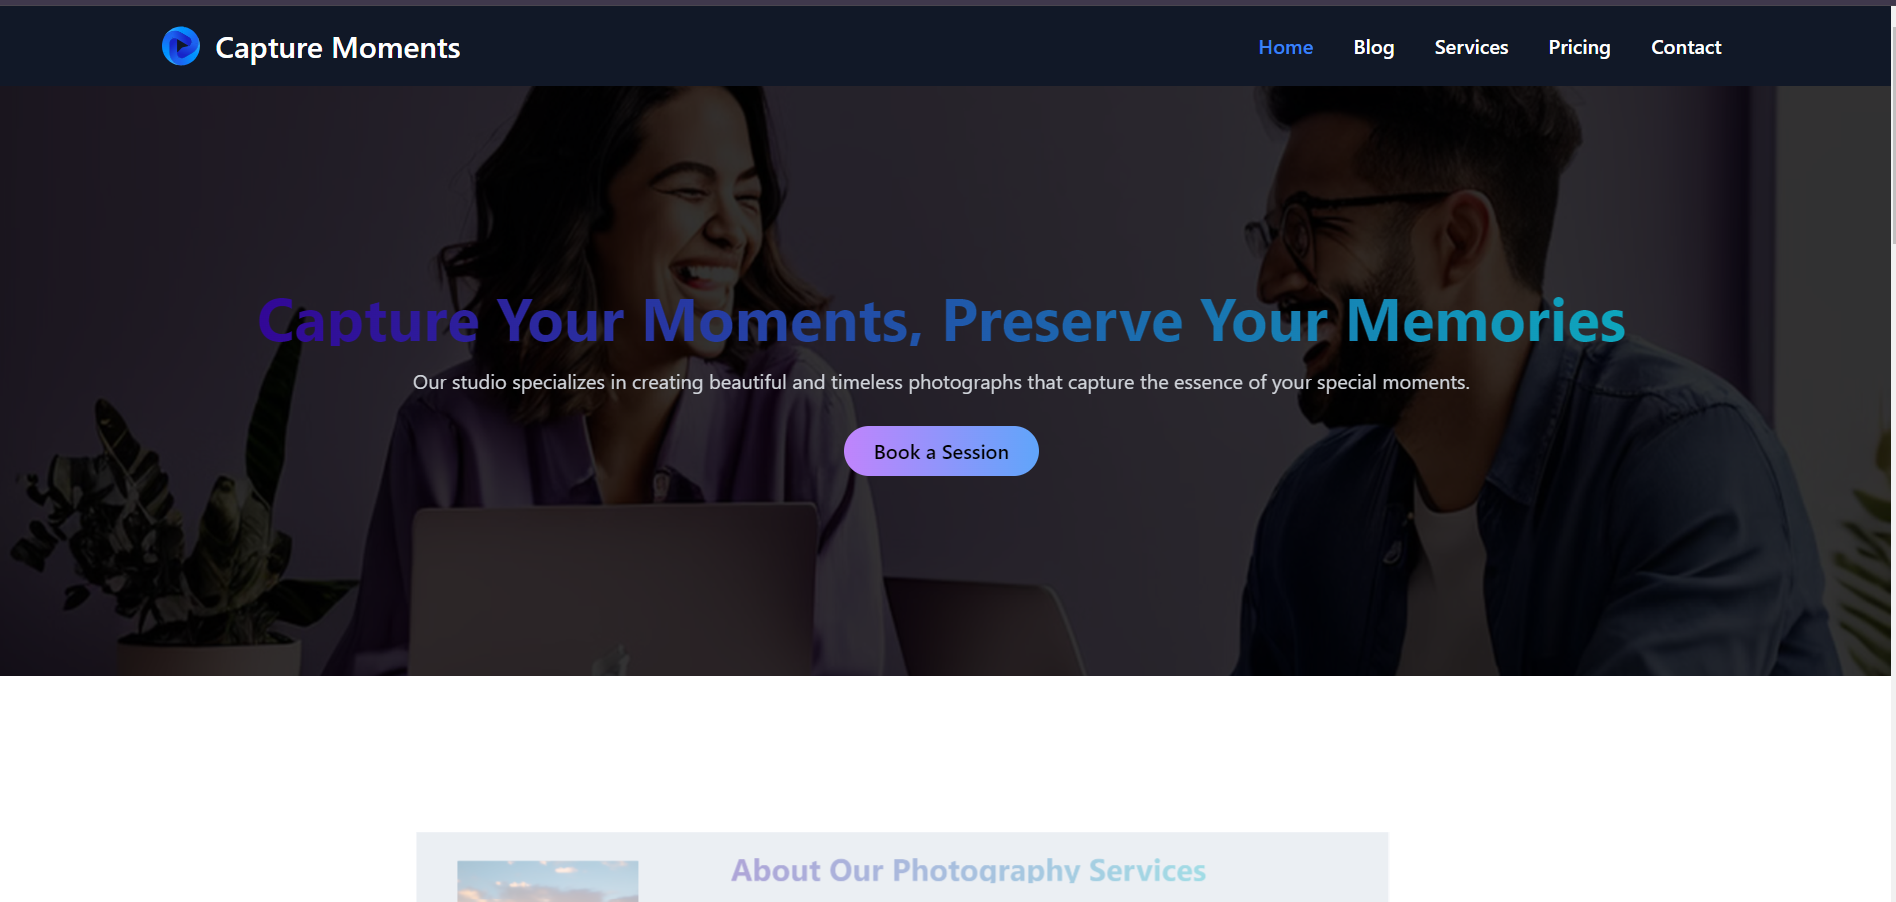 Capture Moments
Home Blog Services Pricing Contact
Capture Your Moments, Preserve Your Memories
Our studio specializes in creating beautiful and timeless photographs that capture the essence of your special moments.
Book a Session
About Our Photography Services